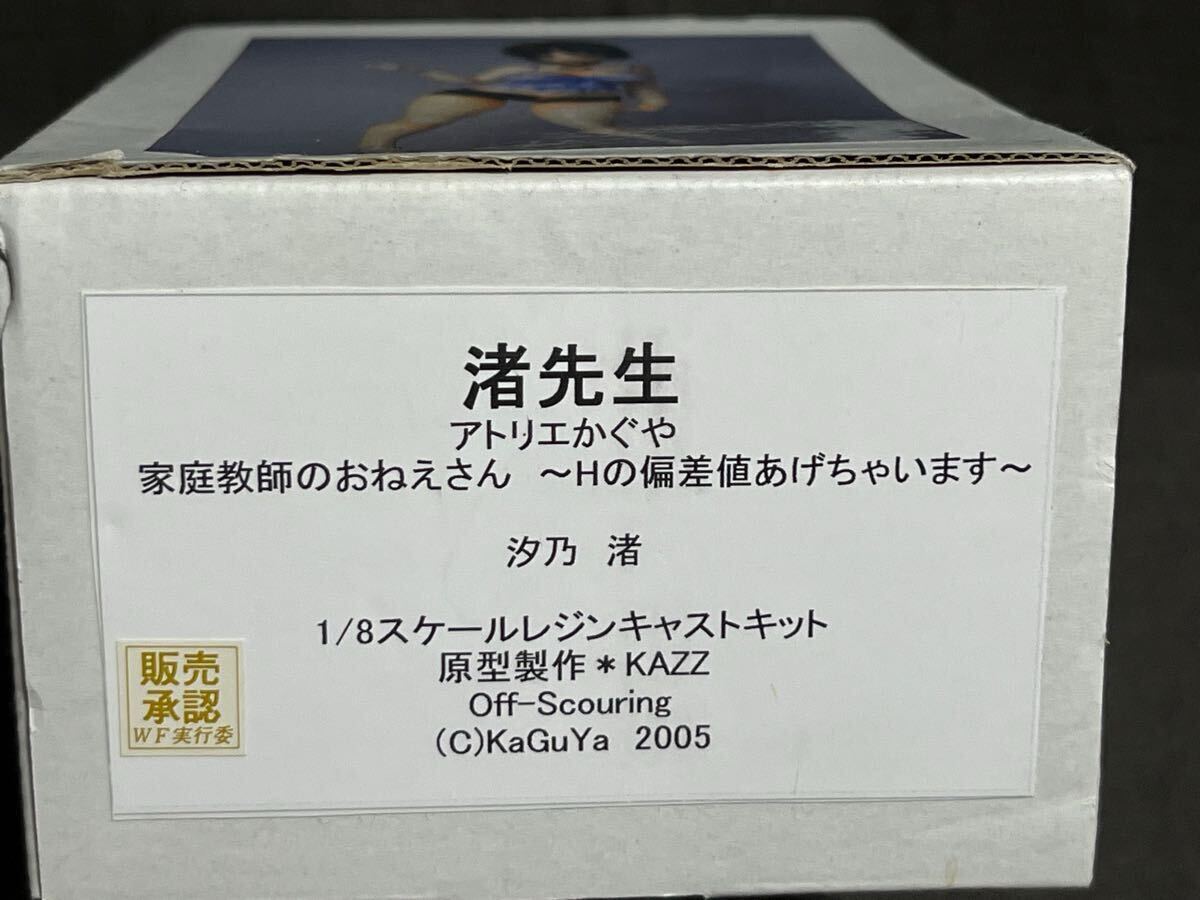 渚先生
アトリエかぐや
家庭教師のおねえさん　～Hの偏差値あげちゃいます～
汐乃　渚
1/8スケールレジンキャストキット
原型製作＊KAZZ
Off-Scouring
(C)KaGuYa 2005
販売
承認
WF実行委